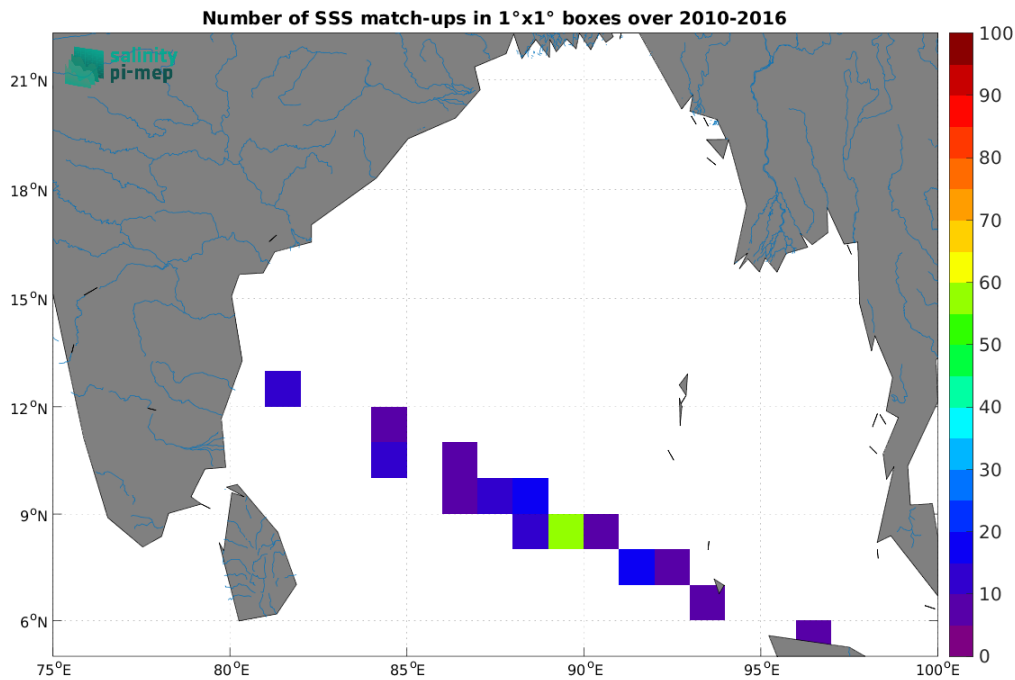 Number of SSS match-ups in 1°x1° boxes over 2010-2016
salinity
pi-mep
21°N
18°N
15°N
12°N
9°N
6°N
75°E
80°E
85°E
90°E
95°E
100°E
100
90
80
70
60
50
40
30
20
10
0